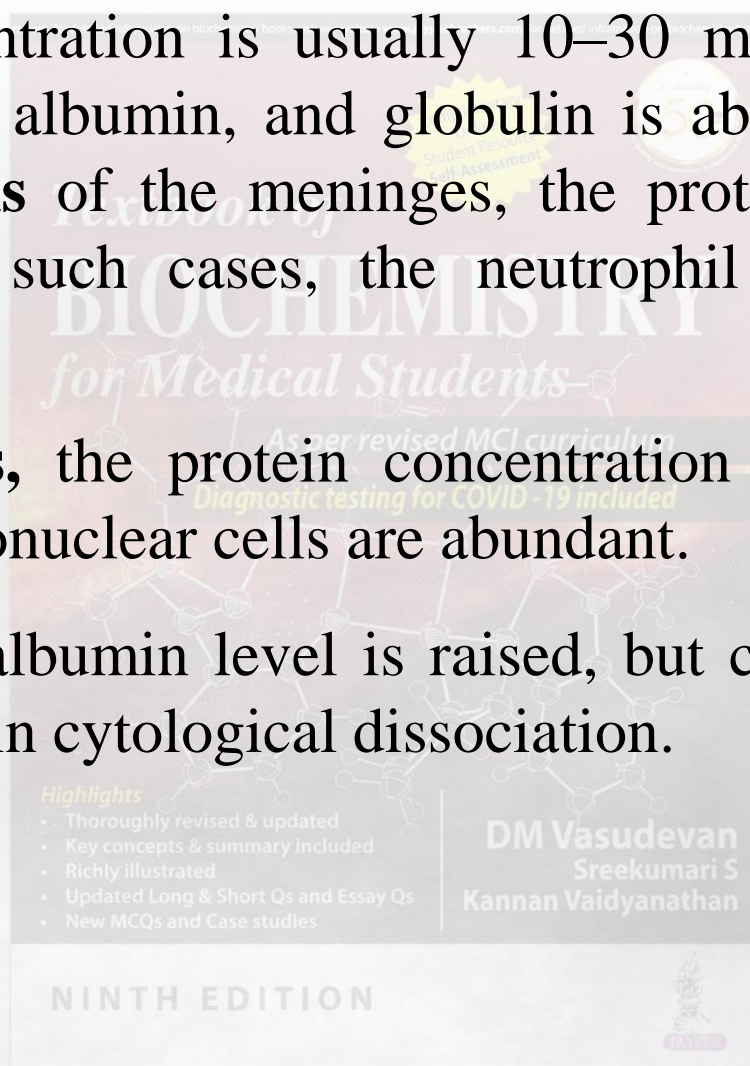 ntration is usually 10–30 m
albumin, and globulin is ab
s of the meninges, the prot
such cases, the neutrophil
s, the protein concentration
onuclear cells are abundant.
albumin level is raised, but c
in cytological dissociation.
Student Resource
Self-Assessment
Textbook of
BIOCHEMISTRY
for Medical Students
As per revised MCI curriculum
Diagnostic testing for COVID -19 included
Highlights
• Thoroughly revised & updated
• Key concepts & summary included
• Richly illustrated
• Updated Long & Short Qs and Essay Qs
• New MCQs and Case studies
DM Vasudevan
Sreekumari S
Kannan Vaidyanathan
NINTH EDITION
JAYPEE